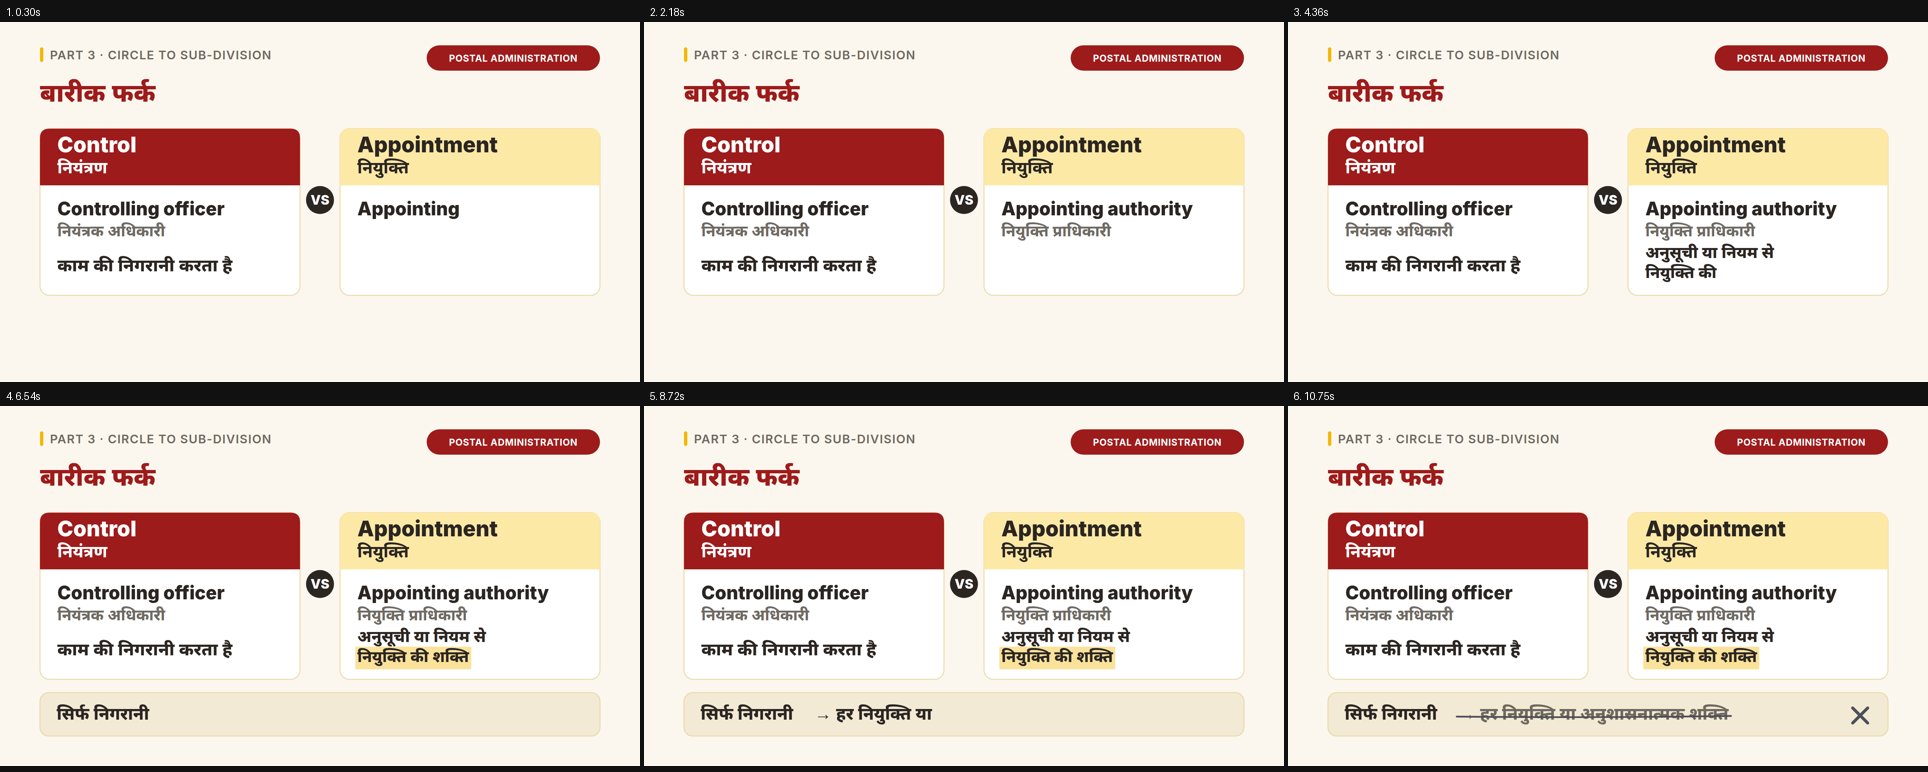 1. 0.30s
PART 3 · CIRCLE TO SUB-DIVISION
POSTAL ADMINISTRATION
बारीक फर्क
Control
नियंत्रण
Controlling officer
नियंत्रक अधिकारी
काम की निगरानी करता है
VS
Appointment
नियुक्ति
Appointing
2. 2.18s
PART 3 · CIRCLE TO SUB-DIVISION
POSTAL ADMINISTRATION
बारीक फर्क
Control
नियंत्रण
Controlling officer
नियंत्रक अधिकारी
काम की निगरानी करता है
VS
Appointment
नियुक्ति
Appointing authority
नियुक्ति प्राधिकारी
3. 4.36s
PART 3 · CIRCLE TO SUB-DIVISION
POSTAL ADMINISTRATION
बारीक फर्क
Control
नियंत्रण
Controlling officer
नियंत्रक अधिकारी
काम की निगरानी करता है
VS
Appointment
नियुक्ति
Appointing authority
नियुक्ति प्राधिकारी
अनुसूची या नियम से
नियुक्ति की
4. 6.54s
PART 3 · CIRCLE TO SUB-DIVISION
POSTAL ADMINISTRATION
बारीक फर्क
Control
नियंत्रण
Controlling officer
नियंत्रक अधिकारी
काम की निगरानी करता है
VS
Appointment
नियुक्ति
Appointing authority
नियुक्ति प्राधिकारी
अनुसूची या नियम से
नियुक्ति की शक्ति
सिर्फ निगरानी
5. 8.72s
PART 3 · CIRCLE TO SUB-DIVISION
POSTAL ADMINISTRATION
बारीक फर्क
Control
नियंत्रण
Controlling officer
नियंत्रक अधिकारी
काम की निगरानी करता है
VS
Appointment
नियुक्ति
Appointing authority
नियुक्ति प्राधिकारी
अनुसूची या नियम से
नियुक्ति की शक्ति
सिर्फ निगरानी → हर नियुक्ति या
6. 10.75s
PART 3 · CIRCLE TO SUB-DIVISION
POSTAL ADMINISTRATION
बारीक फर्क
Control
नियंत्रण
Controlling officer
नियंत्रक अधिकारी
काम की निगरानी करता है
VS
Appointment
नियुक्ति
Appointing authority
नियुक्ति प्राधिकारी
अनुसूची या नियम से
नियुक्ति की शक्ति
सिर्फ निगरानी → हर नियुक्ति या अनुशासनात्मक शक्ति ✕